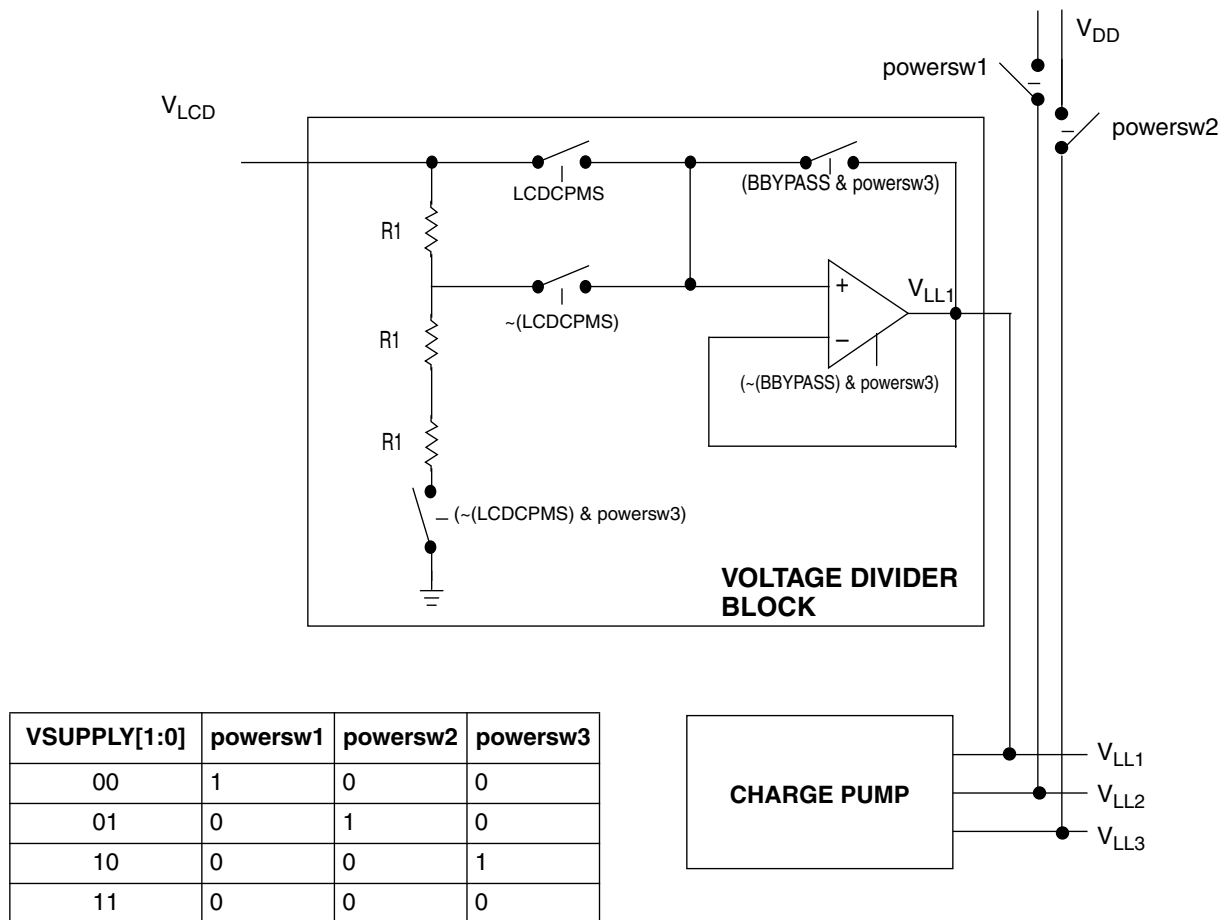 V_DD
powersw1
V_LCD
powersw2
LCDCPMS
(BBYPASS & powersw3)
R1
+
V_LL1
~(LCDCPMS)
R1
−
(~(BBYPASS) & powersw3)
R1
(~(LCDCPMS) & powersw3)
VOLTAGE DIVIDER
BLOCK
VSUPPLY[1:0] powersw1 powersw2 powersw3
00 1 0 0
01 0 1 0
10 0 0 1
11 0 0 0
CHARGE PUMP
V_LL1
V_LL2
V_LL3